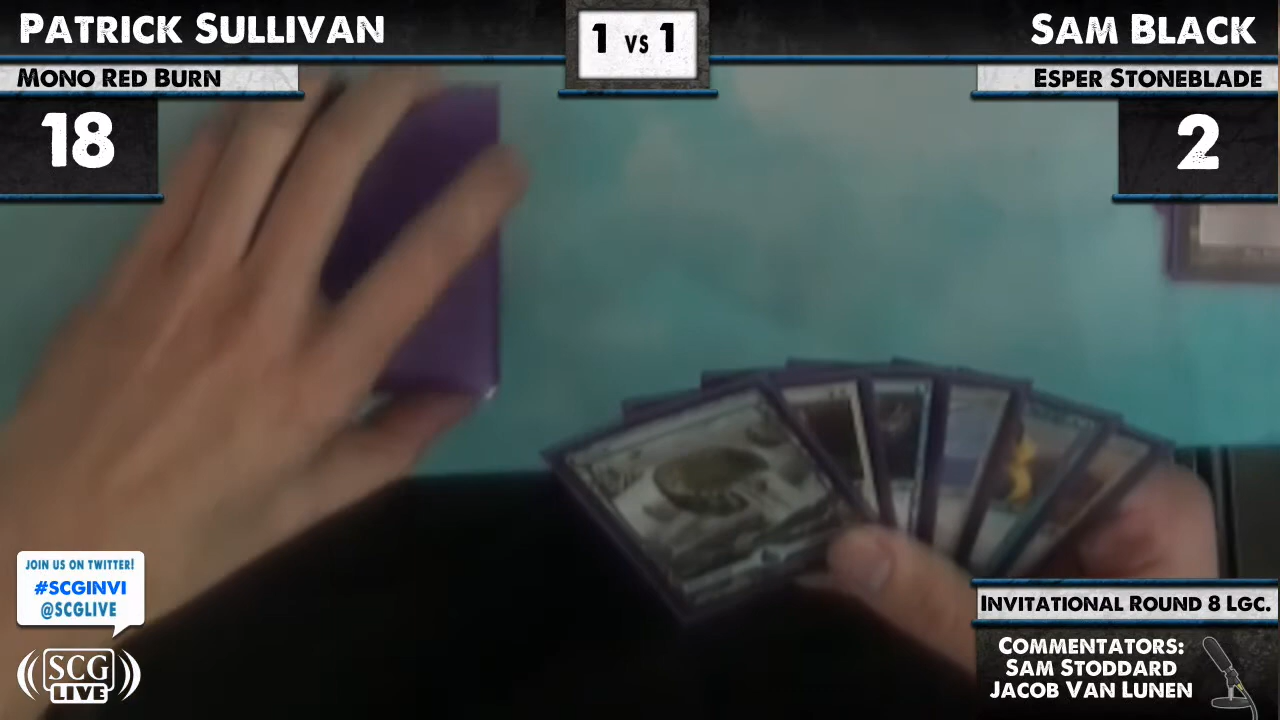 PATRICK SULLIVAN
MONO RED BURN
18
1 VS 1
SAM BLACK
ESPER STONEBLADE
2
JOIN US ON TWITTER!
#SCGINVI
@SCGLIVE
SCG
LIVE
INVITATIONAL ROUND 8 LGC.
COMMENTATORS:
SAM STODDARD
JACOB VAN LUNEN